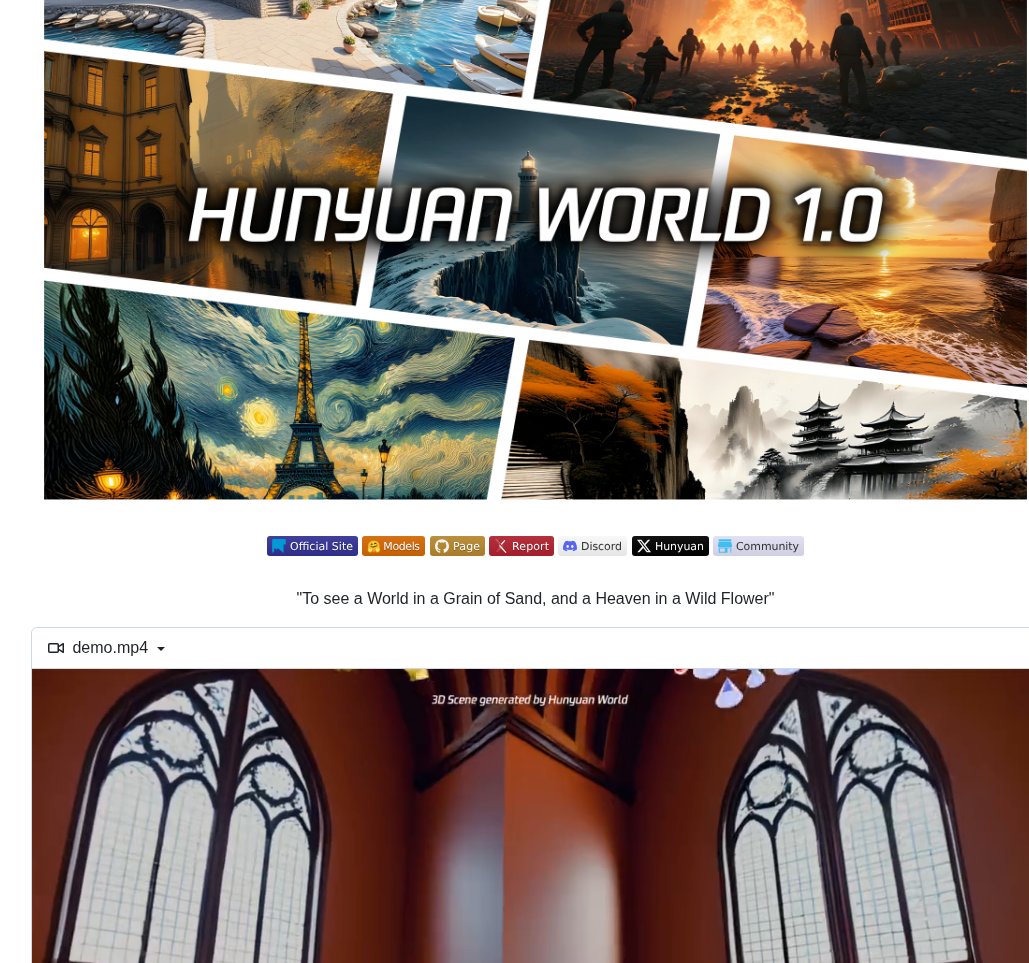 HUNYUAN WORLD 1.0
Official Site Models Page Report Discord Hunyuan Community
"To see a World in a Grain of Sand, and a Heaven in a Wild Flower"
demo.mp4
3D Scene generated by Hunyuan World